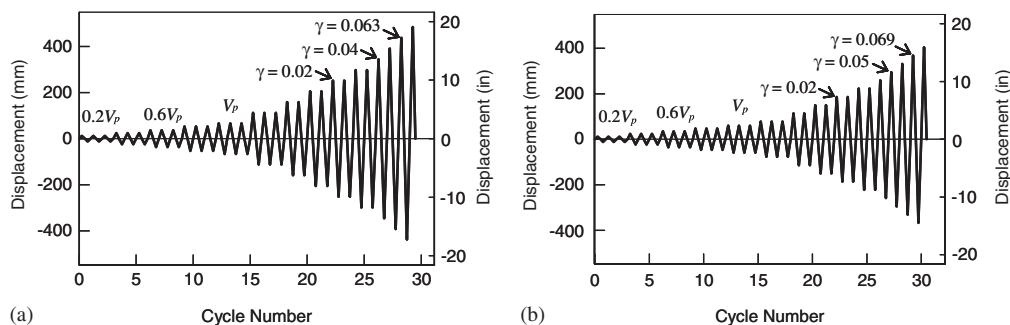 20
400
200
0
-200
-400
γ = 0.063
γ = 0.04
γ = 0.02
0.2Vp
0.6Vp
Vp
10
0
-10
-20
0 5 10 15 20 25 30
Displacement (mm)
Displacement (in)
Cycle Number
(a)
20
400
200
0
-200
-400
γ = 0.069
γ = 0.05
γ = 0.02
0.2Vp
0.6Vp
Vp
10
0
-10
-20
0 5 10 15 20 25 30
Displacement (mm)
Displacement (in)
Cycle Number
(b)